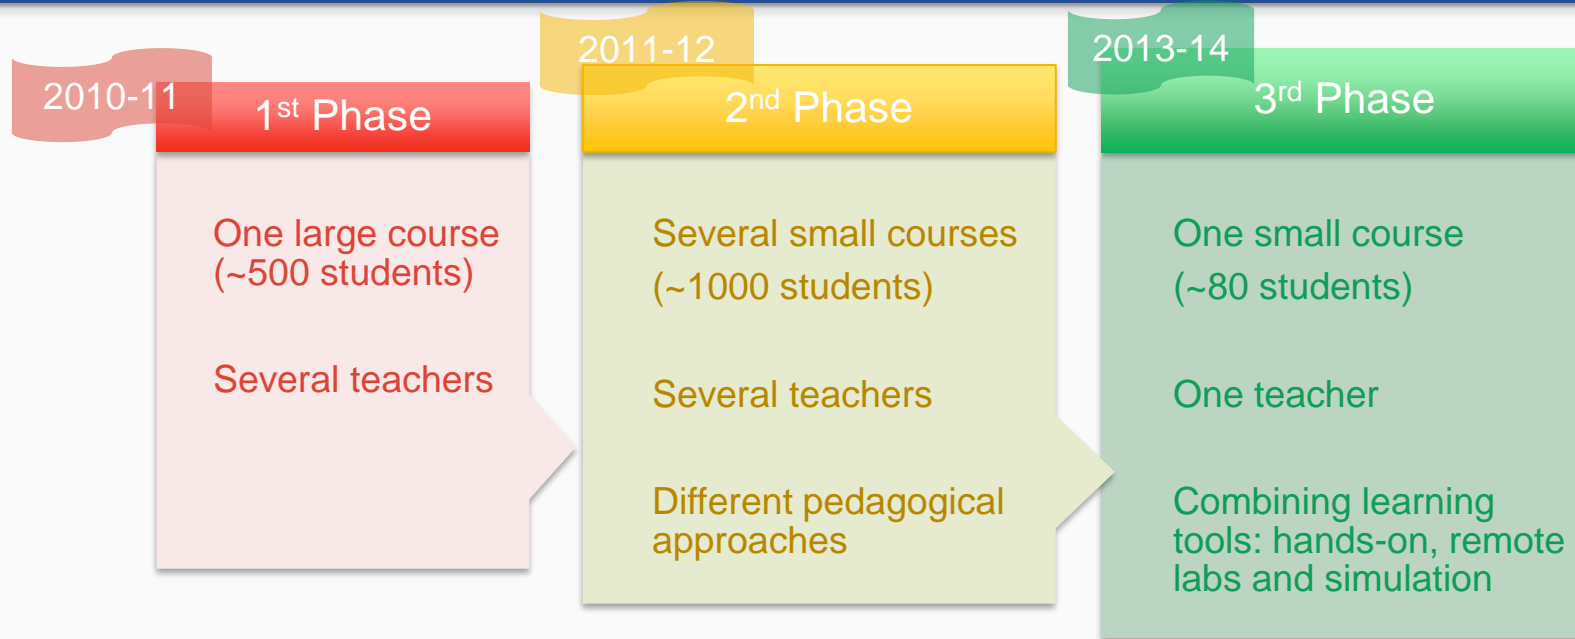 2010-11
1st Phase
One large course
(~500 students)
Several teachers
2011-12
2nd Phase
Several small courses
(~1000 students)
Several teachers
Different pedagogical
approaches
2013-14
3rd Phase
One small course
(~80 students)
One teacher
Combining learning
tools: hands-on, remote
labs and simulation